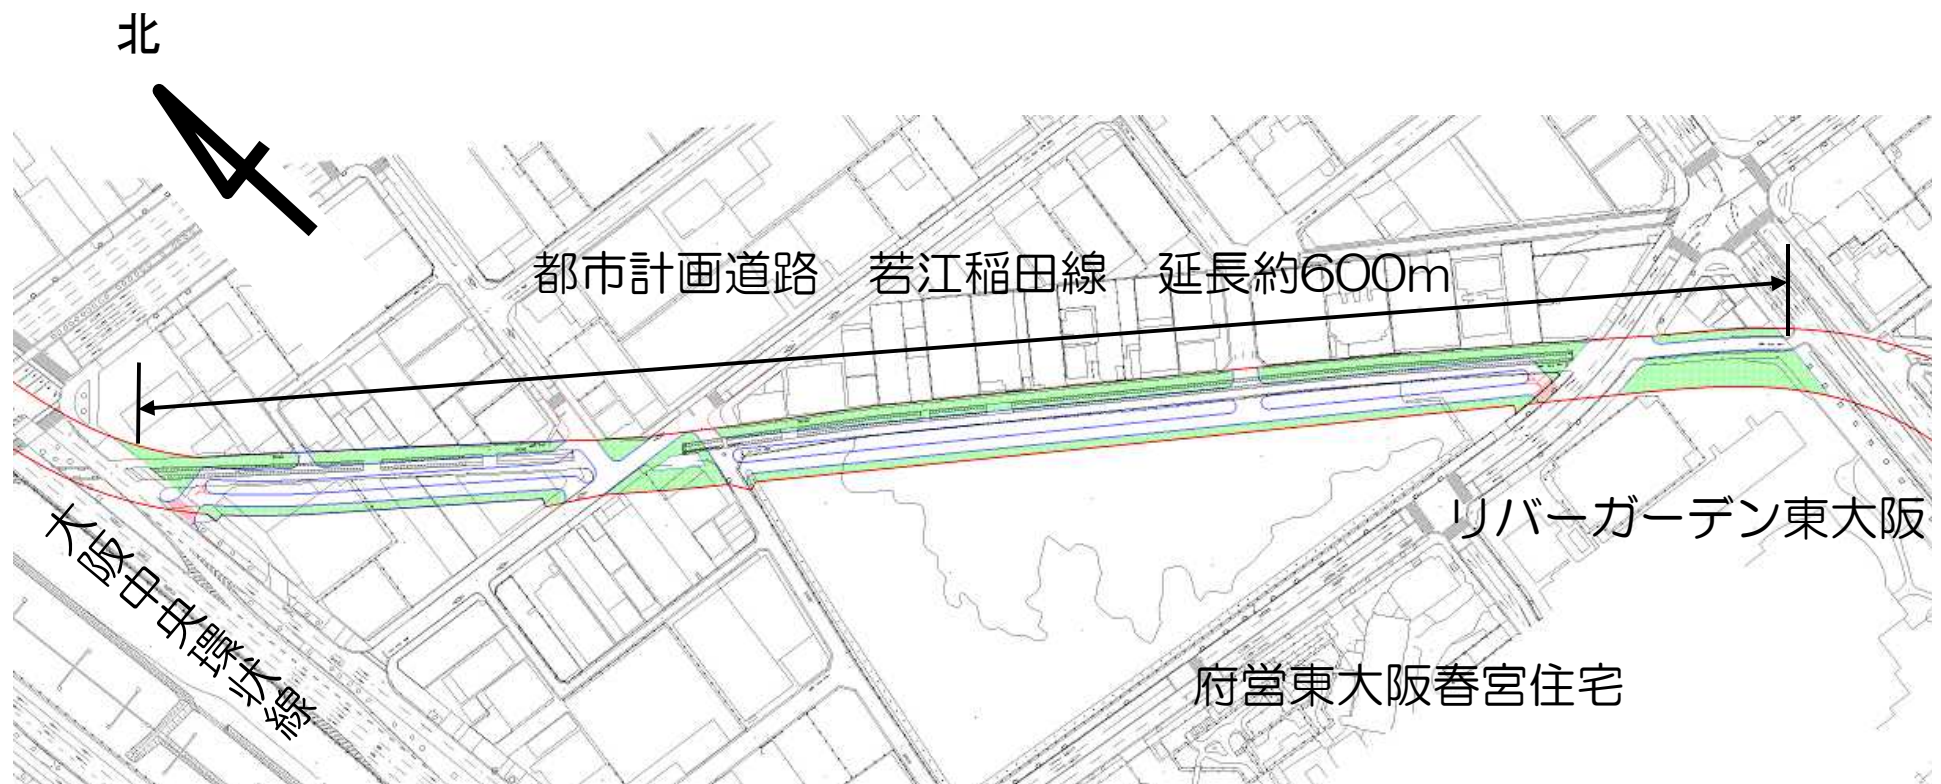 北
都市計画道路　若江稲田線　延長約600m
大阪中央環状線
リバーガーデン東大阪
府営東大阪春宮住宅